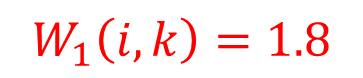 W₁(i, k) = 1.8